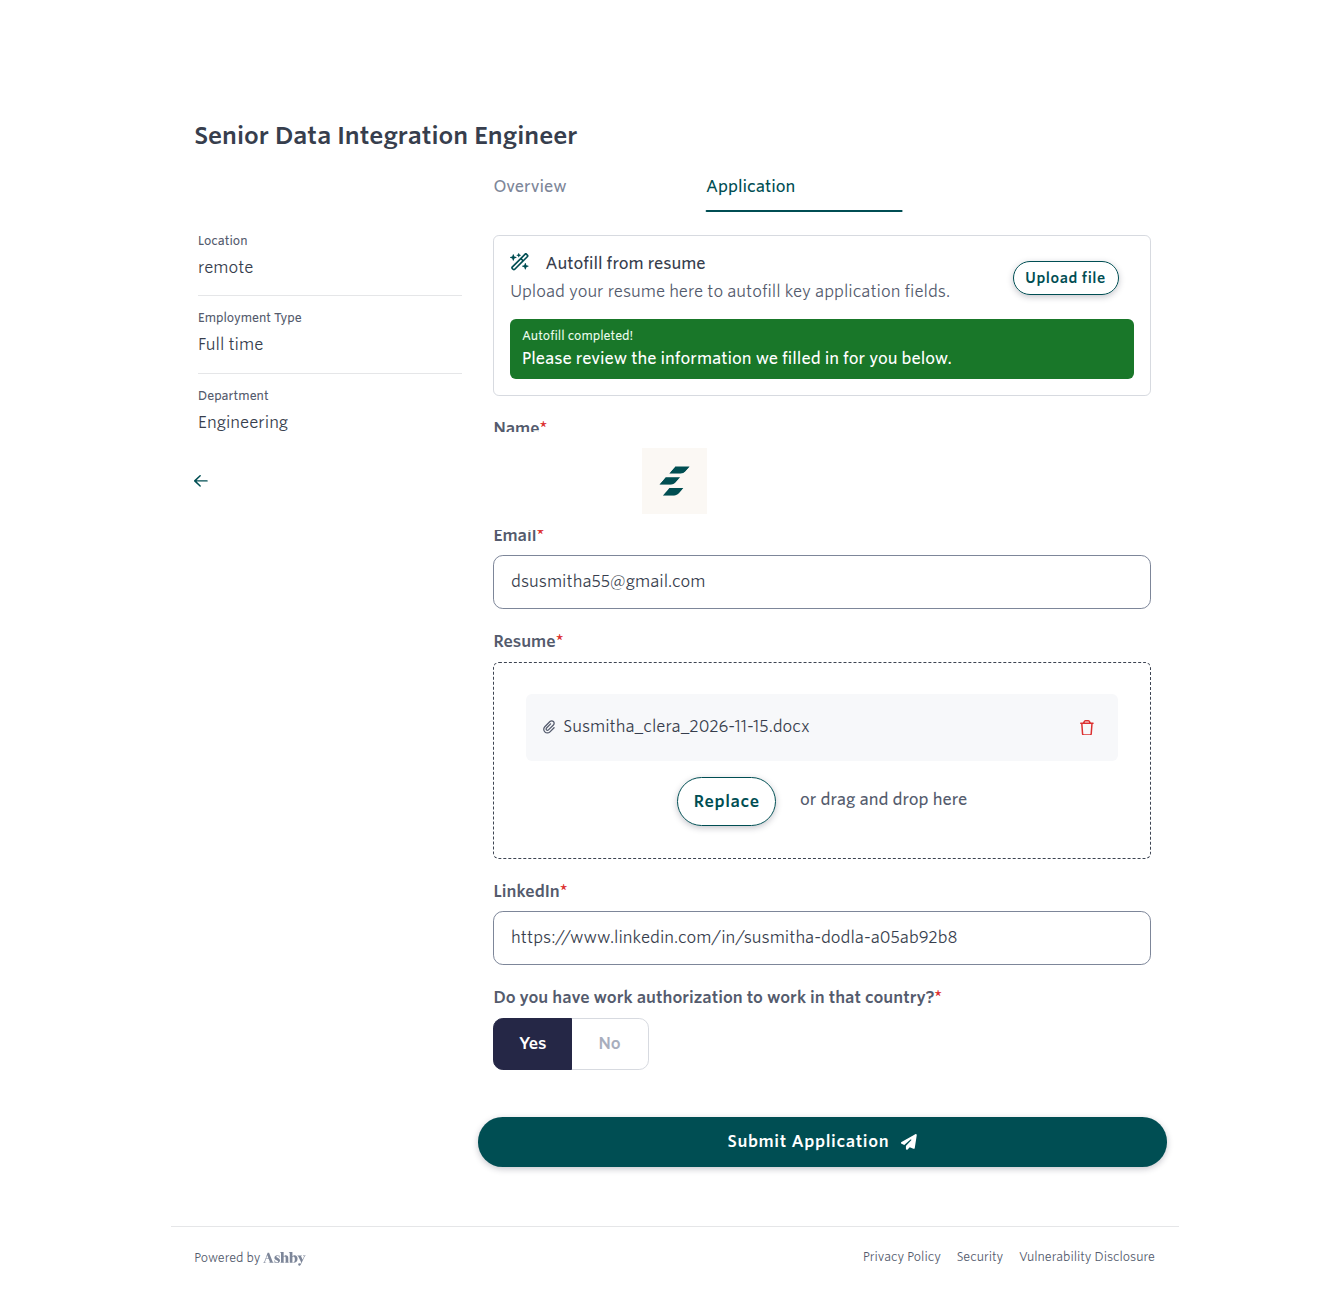 Senior Data Integration Engineer
Overview
Application
Location
remote
Employment Type
Full time
Department
Engineering
Autofill from resume
Upload your resume here to autofill key application fields.
Upload file
Autofill completed!
Please review the information we filled in for you below.
Name*
Email*
dsusmitha55@gmail.com
Resume*
Susmitha_clera_2026-11-15.docx
Replace
or drag and drop here
LinkedIn*
https://www.linkedin.com/in/susmitha-dodla-a05ab92b8
Do you have work authorization to work in that country?*
Yes
No
Submit Application
Powered by Ashby
Privacy Policy
Security
Vulnerability Disclosure